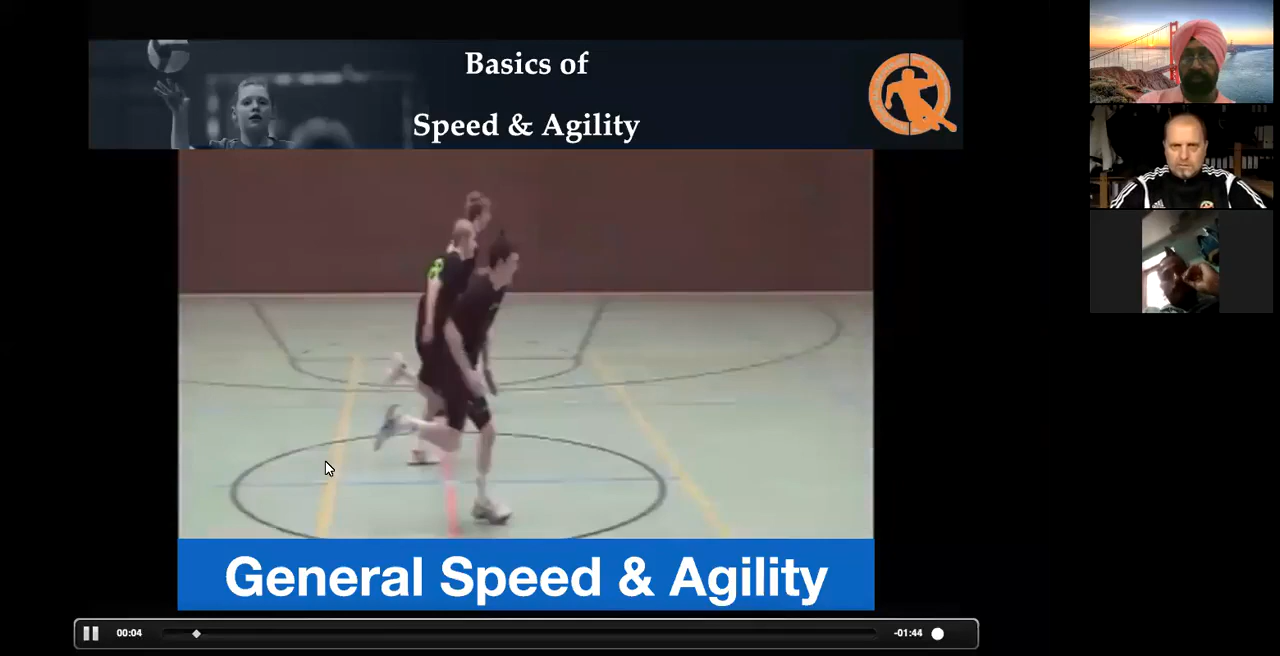 Basics of
Speed & Agility
General Speed & Agility
00:04
-01:44